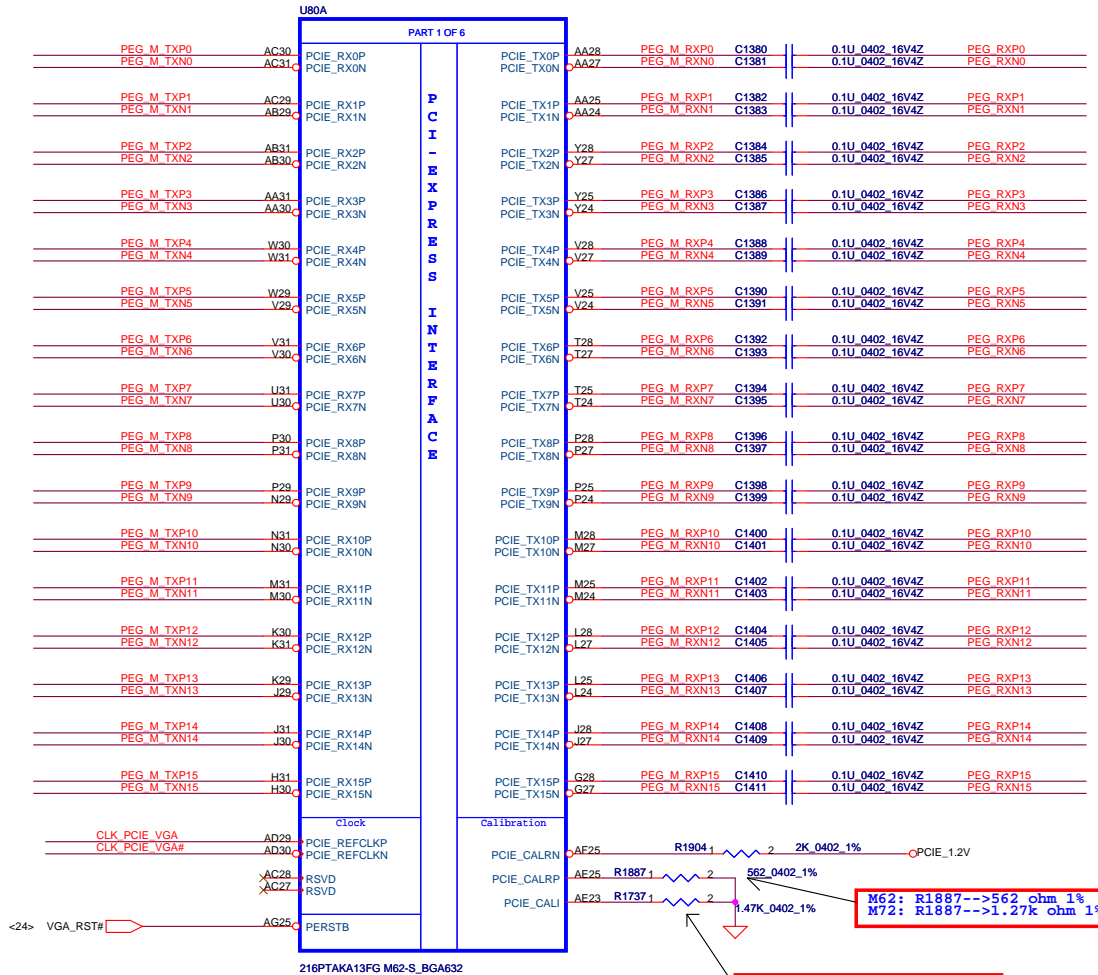 U80A
PART 1 OF 6
PEG_M_TXP0 AC30 PCIE_RX0P PCIE_TX0P AA28 PEG_M_RXP0 C1380 0.1U_0402_16V4Z PEG_RXP0
PEG_M_TXN0 AC31 PCIE_RX0N PCIE_TX0N AA27 PEG_M_RXN0 C1381 0.1U_0402_16V4Z PEG_RXN0
PEG_M_TXP1 AC29 PCIE_RX1P PCIE_TX1P AA25 PEG_M_RXP1 C1382 0.1U_0402_16V4Z PEG_RXP1
PEG_M_TXN1 AB29 PCIE_RX1N PCIE_TX1N AA24 PEG_M_RXN1 C1383 0.1U_0402_16V4Z PEG_RXN1
PEG_M_TXP2 AB31 PCIE_RX2P PCIE_TX2P Y28 PEG_M_RXP2 C1384 0.1U_0402_16V4Z PEG_RXP2
PEG_M_TXN2 AB30 PCIE_RX2N PCIE_TX2N Y27 PEG_M_RXN2 C1385 0.1U_0402_16V4Z PEG_RXN2
PEG_M_TXP3 AA31 PCIE_RX3P PCIE_TX3P Y25 PEG_M_RXP3 C1386 0.1U_0402_16V4Z PEG_RXP3
PEG_M_TXN3 AA30 PCIE_RX3N PCIE_TX3N Y24 PEG_M_RXN3 C1387 0.1U_0402_16V4Z PEG_RXN3
PEG_M_TXP4 W30 PCIE_RX4P PCIE_TX4P V28 PEG_M_RXP4 C1388 0.1U_0402_16V4Z PEG_RXP4
PEG_M_TXN4 W31 PCIE_RX4N PCIE_TX4N V27 PEG_M_RXN4 C1389 0.1U_0402_16V4Z PEG_RXN4
PEG_M_TXP5 W29 PCIE_RX5P PCIE_TX5P V25 PEG_M_RXP5 C1390 0.1U_0402_16V4Z PEG_RXP5
PEG_M_TXN5 V29 PCIE_RX5N PCIE_TX5N V24 PEG_M_RXN5 C1391 0.1U_0402_16V4Z PEG_RXN5
PEG_M_TXP6 V31 PCIE_RX6P PCIE_TX6P T28 PEG_M_RXP6 C1392 0.1U_0402_16V4Z PEG_RXP6
PEG_M_TXN6 V30 PCIE_RX6N PCIE_TX6N T27 PEG_M_RXN6 C1393 0.1U_0402_16V4Z PEG_RXN6
PEG_M_TXP7 U31 PCIE_RX7P PCIE_TX7P T25 PEG_M_RXP7 C1394 0.1U_0402_16V4Z PEG_RXP7
PEG_M_TXN7 U30 PCIE_RX7N PCIE_TX7N T24 PEG_M_RXN7 C1395 0.1U_0402_16V4Z PEG_RXN7
PEG_M_TXP8 P30 PCIE_RX8P PCIE_TX8P P28 PEG_M_RXP8 C1396 0.1U_0402_16V4Z PEG_RXP8
PEG_M_TXN8 P31 PCIE_RX8N PCIE_TX8N P27 PEG_M_RXN8 C1397 0.1U_0402_16V4Z PEG_RXN8
PEG_M_TXP9 P29 PCIE_RX9P PCIE_TX9P P25 PEG_M_RXP9 C1398 0.1U_0402_16V4Z PEG_RXP9
PEG_M_TXN9 N29 PCIE_RX9N PCIE_TX9N P24 PEG_M_RXN9 C1399 0.1U_0402_16V4Z PEG_RXN9
PEG_M_TXP10 N31 PCIE_RX10P PCIE_TX10P M28 PEG_M_RXP10 C1400 0.1U_0402_16V4Z PEG_RXP10
PEG_M_TXN10 N30 PCIE_RX10N PCIE_TX10N M27 PEG_M_RXN10 C1401 0.1U_0402_16V4Z PEG_RXN10
PEG_M_TXP11 M31 PCIE_RX11P PCIE_TX11P M25 PEG_M_RXP11 C1402 0.1U_0402_16V4Z PEG_RXP11
PEG_M_TXN11 M30 PCIE_RX11N PCIE_TX11N M24 PEG_M_RXN11 C1403 0.1U_0402_16V4Z PEG_RXN11
PEG_M_TXP12 K30 PCIE_RX12P PCIE_TX12P L28 PEG_M_RXP12 C1404 0.1U_0402_16V4Z PEG_RXP12
PEG_M_TXN12 K31 PCIE_RX12N PCIE_TX12N L27 PEG_M_RXN12 C1405 0.1U_0402_16V4Z PEG_RXN12
PEG_M_TXP13 K29 PCIE_RX13P PCIE_TX13P L25 PEG_M_RXP13 C1406 0.1U_0402_16V4Z PEG_RXP13
PEG_M_TXN13 J29 PCIE_RX13N PCIE_TX13N L24 PEG_M_RXN13 C1407 0.1U_0402_16V4Z PEG_RXN13
PEG_M_TXP14 J31 PCIE_RX14P PCIE_TX14P J28 PEG_M_RXP14 C1408 0.1U_0402_16V4Z PEG_RXP14
PEG_M_TXN14 J30 PCIE_RX14N PCIE_TX14N J27 PEG_M_RXN14 C1409 0.1U_0402_16V4Z PEG_RXN14
PEG_M_TXP15 H31 PCIE_RX15P PCIE_TX15P G28 PEG_M_RXP15 C1410 0.1U_0402_16V4Z PEG_RXP15
PEG_M_TXN15 H30 PCIE_RX15N PCIE_TX15N G27 PEG_M_RXN15 C1411 0.1U_0402_16V4Z PEG_RXN15
PCI-EXPRESS INTERFACE
Clock Calibration
CLK_PCIE_VGA AD29 PCIE_REFCLKP
CLK_PCIE_VGA# AD30 PCIE_REFCLKN
PCIE_CALRN AF25 R1904 1 2 2K_0402_1% PCIE_1.2V
AC28 RSVD PCIE_CALRP AE25 R1887 1 2 562_0402_1%
AC27 RSVD
PCIE_CALI AE23 R1737 1 2 1.47K_0402_1%
M62: R1887-->562 ohm 1%
M72: R1887-->1.27k ohm 1%
<24> VGA_RST# AG25 PERSTB
216PTAKA13FG M62-S_BGA632